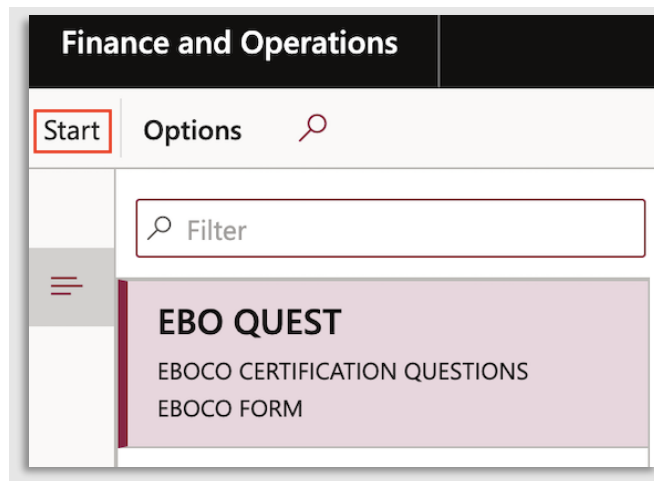 Finance and Operations
Start Options
Filter
EBO QUEST
EBOCO CERTIFICATION QUESTIONS
EBOCO FORM